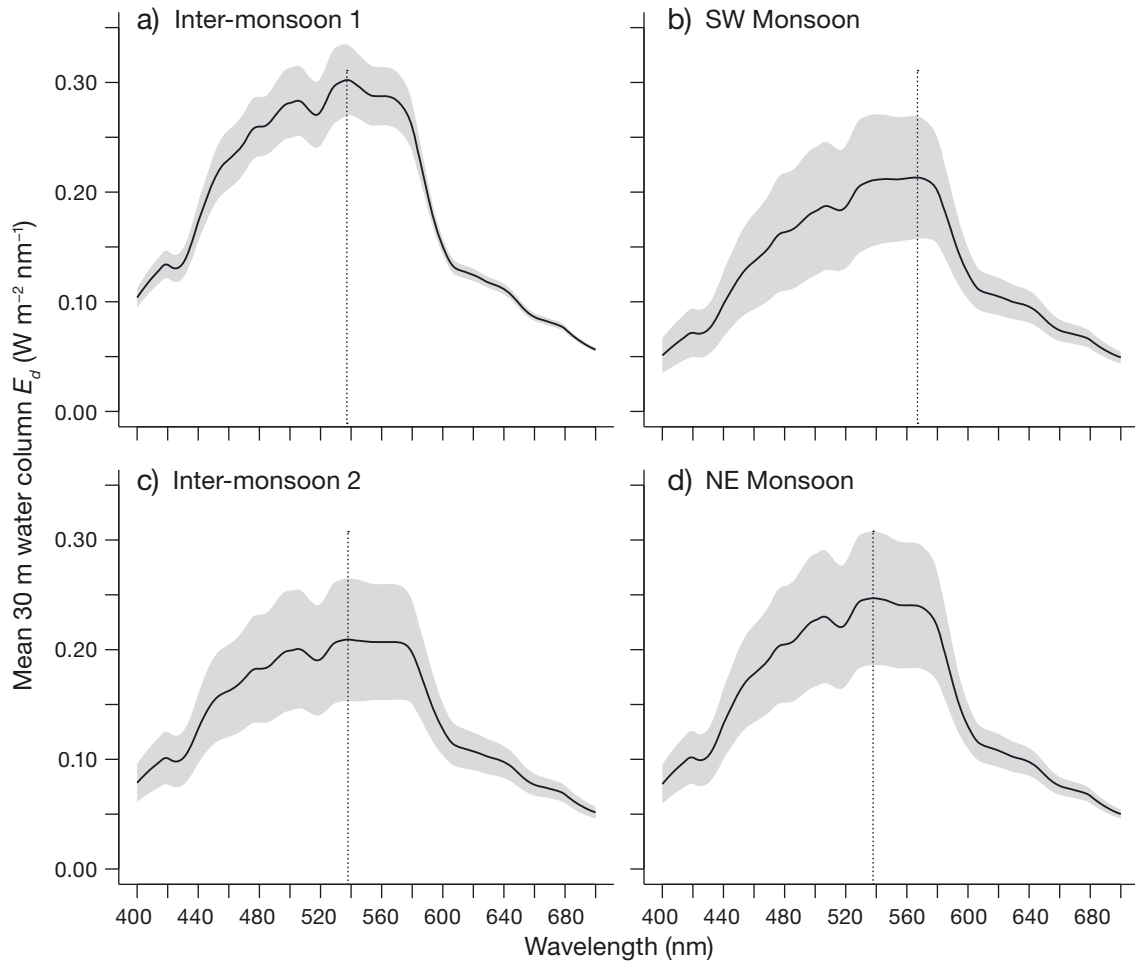 a) Inter-monsoon 1
b) SW Monsoon
0.30
0.20
0.10
0.00
c) Inter-monsoon 2
d) NE Monsoon
0.30
0.20
0.10
0.00
400 440 480 520 560 600 640 680
400 440 480 520 560 600 640 680
Wavelength (nm)
Mean 30 m water column E_d (W m⁻² nm⁻¹)